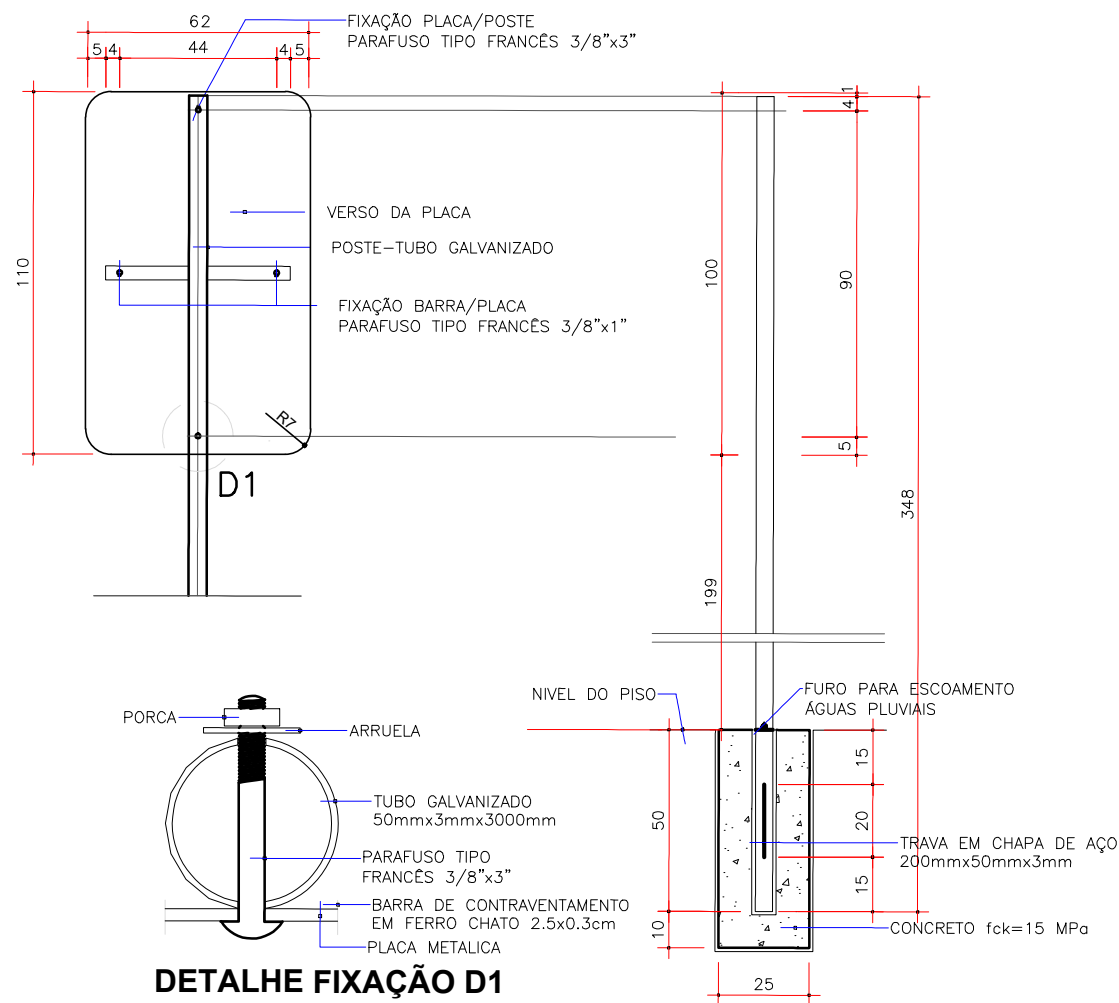 62
5
4
44
4
5
FIXAÇÃO PLACA/POSTE
PARAFUSO TIPO FRANCÊS 3/8”x3”
110
VERSO DA PLACA
POSTE–TUBO GALVANIZADO
FIXAÇÃO BARRA/PLACA
PARAFUSO TIPO FRANCÊS 3/8”x1”
R7
D1
1
4
100
90
5
348
199
NIVEL DO PISO
FURO PARA ESCOAMENTO
ÁGUAS PLUVIAIS
15
50
20
TRAVA EM CHAPA DE AÇO
200mmx50mmx3mm
15
10
CONCRETO fck=15 MPa
25
PORCA
ARRUELA
TUBO GALVANIZADO
50mmx3mmx3000mm
PARAFUSO TIPO
FRANCÊS 3/8”x3”
BARRA DE CONTRAVENTAMENTO
EM FERRO CHATO 2.5x0.3cm
PLACA METALICA
DETALHE FIXAÇÃO D1